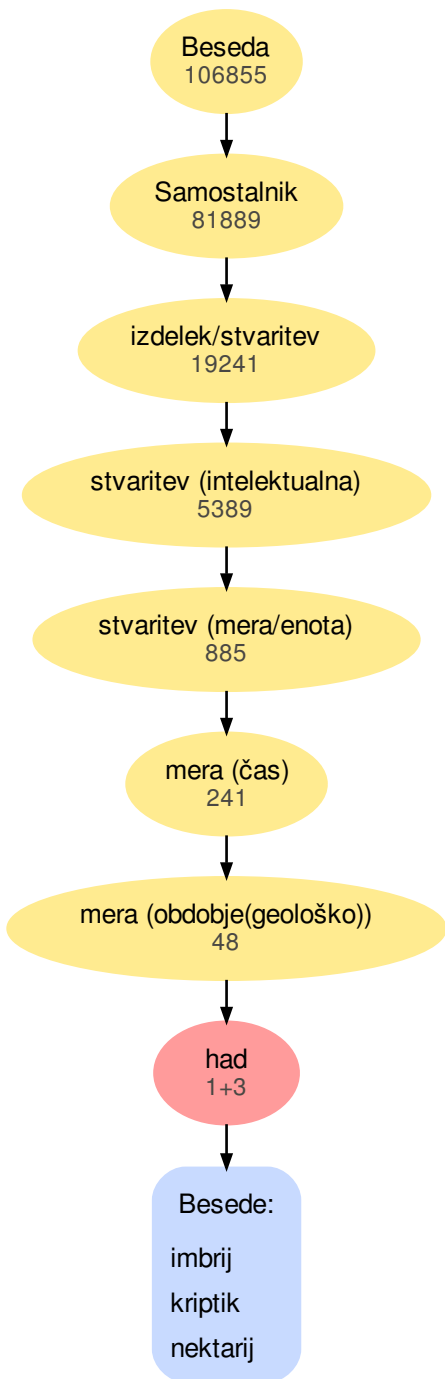 Beseda
106855
Samostalnik
81889
izdelek/stvaritev
19241
stvaritev (intelektualna)
5389
stvaritev (mera/enota)
885
mera (čas)
241
mera (obdobje(geološko))
48
had
1+3
Besede:
imbrij
kriptik
nektarij